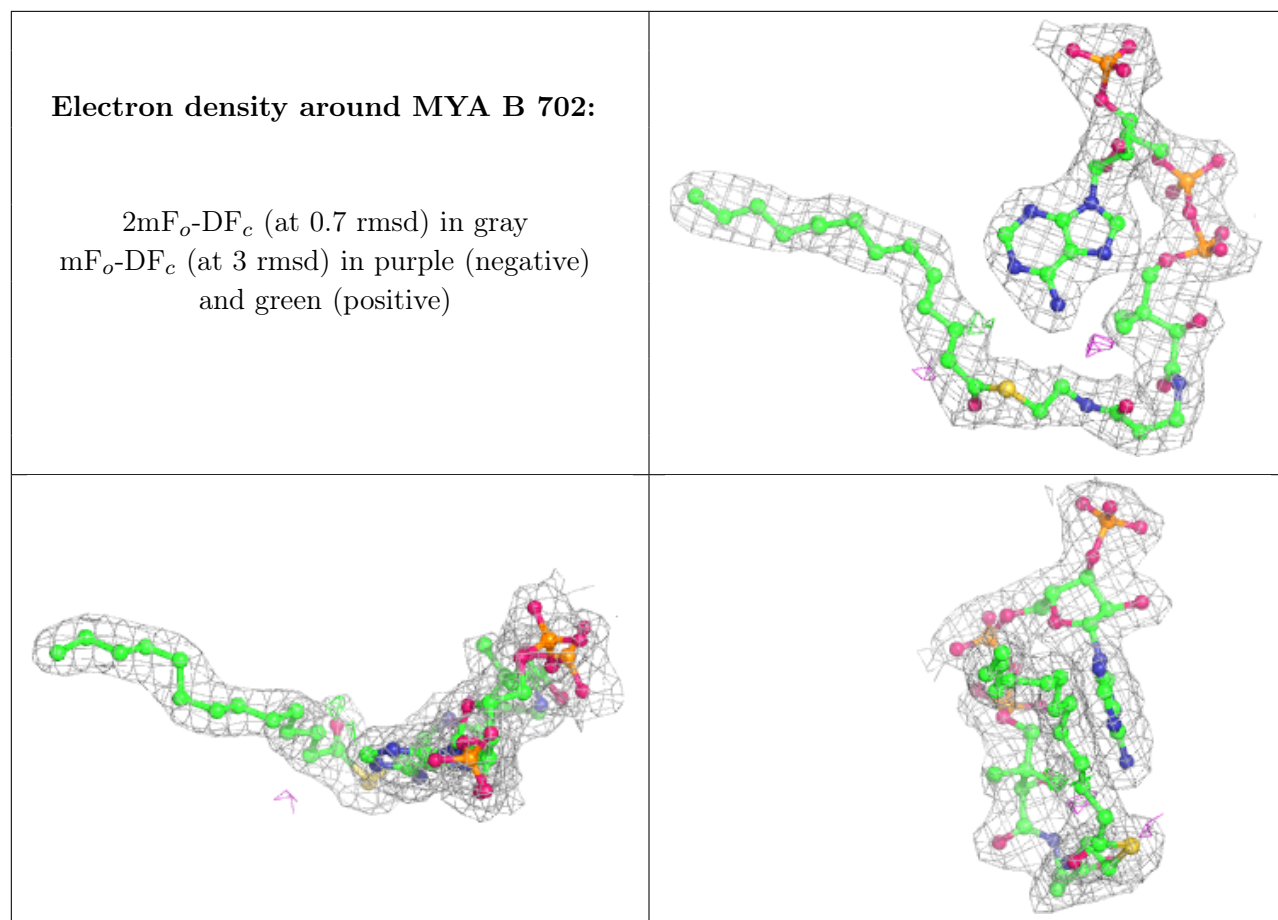 Electron density around MYA B 702:
2mFo-DFc (at 0.7 rmsd) in gray
mFo-DFc (at 3 rmsd) in purple (negative)
and green (positive)